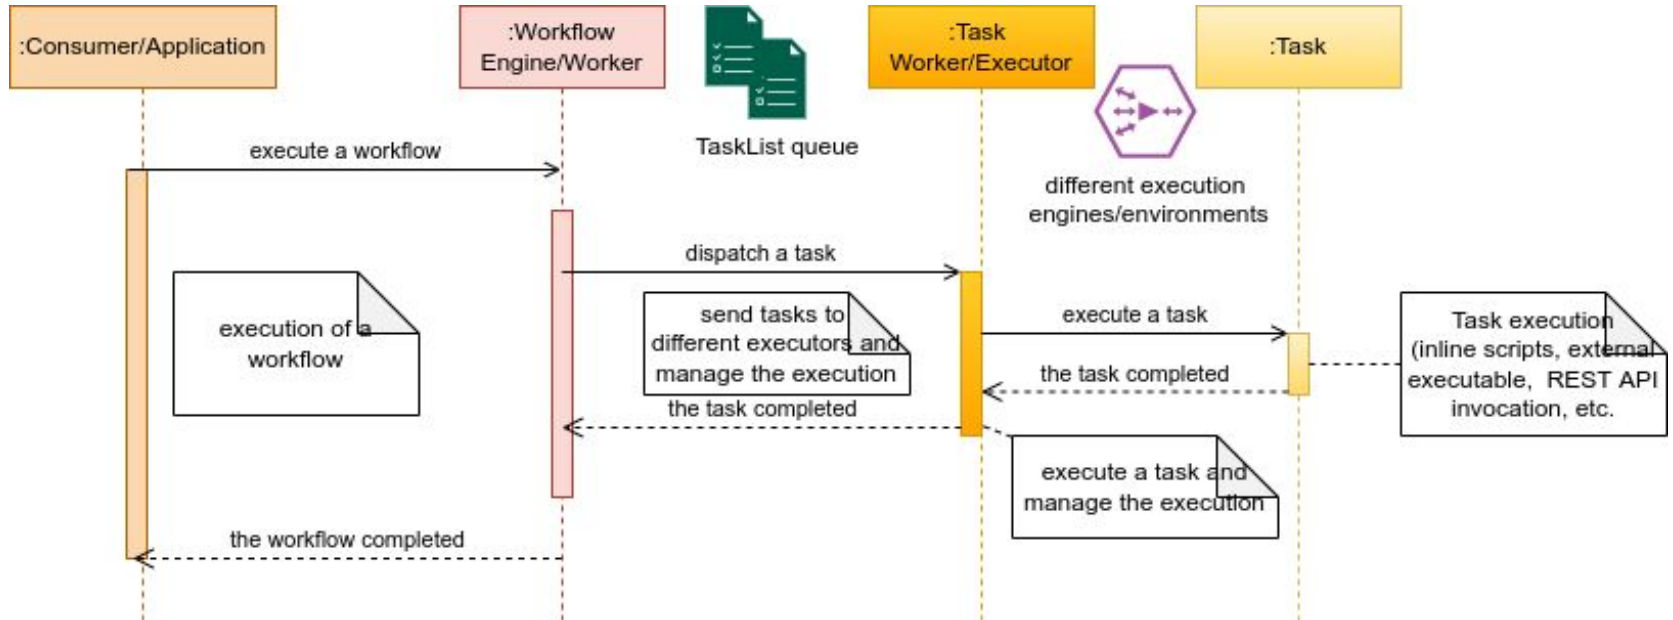 :Consumer/Application
:Workflow
Engine/Worker
:Task
Worker/Executor
:Task
TaskList queue
different execution
engines/environments
execute a workflow
dispatch a task
execution of a
workflow
send tasks to
different executors and
manage the execution
execute a task
Task execution
(inline scripts, external
executable, REST API
invocation, etc.
the task completed
the task completed
execute a task and
manage the execution
the workflow completed